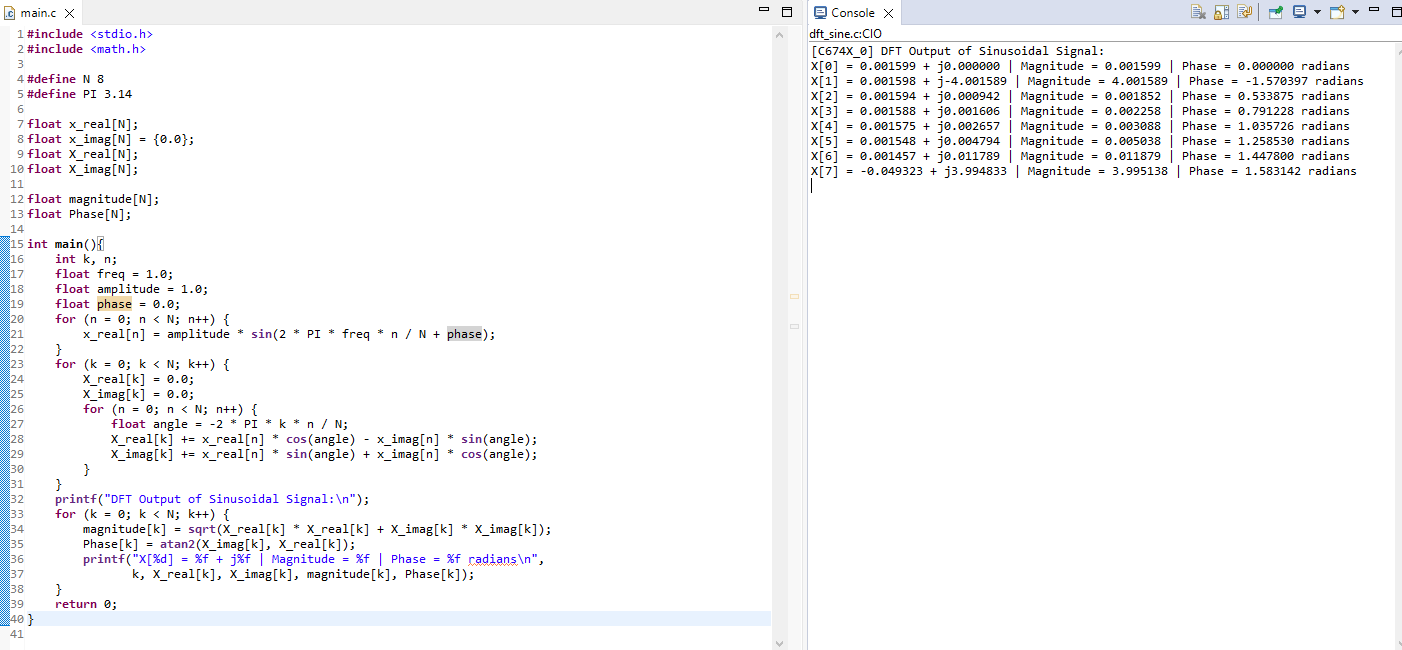 main.c
1 #include <stdio.h>
2 #include <math.h>
3
4 #define N 8
5 #define PI 3.14
6
7 float x_real[N];
8 float x_imag[N] = {0.0};
9 float X_real[N];
10 float X_imag[N];
11
12 float magnitude[N];
13 float Phase[N];
14
15 int main(){
16     int k, n;
17     float freq = 1.0;
18     float amplitude = 1.0;
19     float phase = 0.0;
20     for (n = 0; n < N; n++) {
21         x_real[n] = amplitude * sin(2 * PI * freq * n / N + phase);
22     }
23     for (k = 0; k < N; k++) {
24         X_real[k] = 0.0;
25         X_imag[k] = 0.0;
26         for (n = 0; n < N; n++) {
27             float angle = -2 * PI * k * n / N;
28             X_real[k] += x_real[n] * cos(angle) - x_imag[n] * sin(angle);
29             X_imag[k] += x_real[n] * sin(angle) + x_imag[n] * cos(angle);
30         }
31     }
32     printf("DFT Output of Sinusoidal Signal:\n");
33     for (k = 0; k < N; k++) {
34         magnitude[k] = sqrt(X_real[k] * X_real[k] + X_imag[k] * X_imag[k]);
35         Phase[k] = atan2(X_imag[k], X_real[k]);
36         printf("X[%d] = %f + j%f | Magnitude = %f | Phase = %f radians\n",
37                k, X_real[k], X_imag[k], magnitude[k], Phase[k]);
38     }
39     return 0;
40 }
41
Console
dft_sine.c:CIO
[C674X_0] DFT Output of Sinusoidal Signal:
X[0] = 0.001599 + j0.000000 | Magnitude = 0.001599 | Phase = 0.000000 radians
X[1] = 0.001598 + j-4.001589 | Magnitude = 4.001589 | Phase = -1.570397 radians
X[2] = 0.001594 + j0.000942 | Magnitude = 0.001852 | Phase = 0.533875 radians
X[3] = 0.001588 + j0.001606 | Magnitude = 0.002258 | Phase = 0.791228 radians
X[4] = 0.001575 + j0.002657 | Magnitude = 0.003088 | Phase = 1.035726 radians
X[5] = 0.001548 + j0.004794 | Magnitude = 0.005038 | Phase = 1.258530 radians
X[6] = 0.001457 + j0.011789 | Magnitude = 0.011879 | Phase = 1.447800 radians
X[7] = -0.049323 + j3.994833 | Magnitude = 3.995138 | Phase = 1.583142 radians